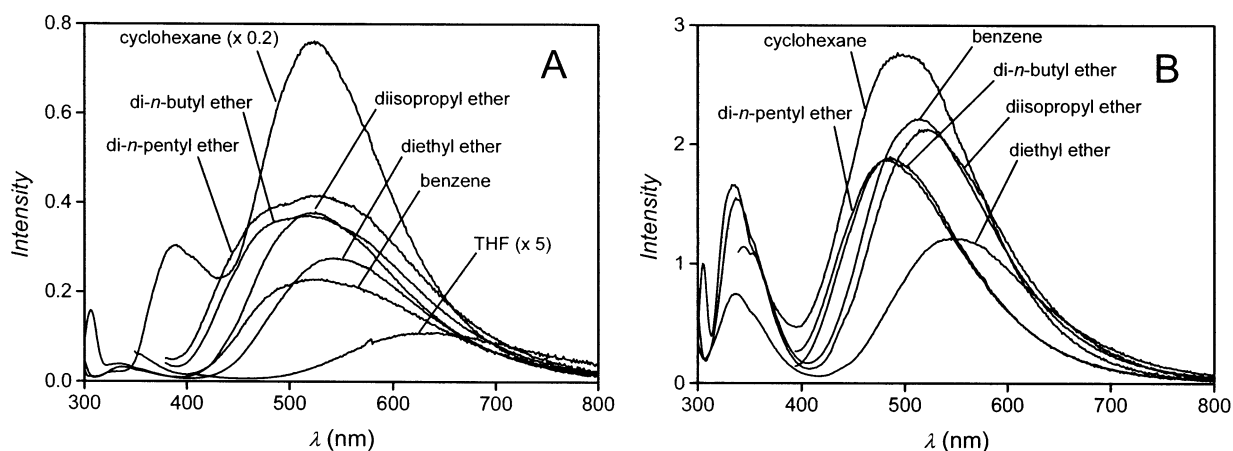 A
cyclohexane (x 0.2)
di-n-butyl ether
di-n-pentyl ether
diisopropyl ether
diethyl ether
benzene
THF (x 5)
Intensity
0.8
0.6
0.4
0.2
0.0
300 400 500 600 700 800
λ (nm)
B
cyclohexane
benzene
di-n-butyl ether
di-n-pentyl ether
diisopropyl ether
diethyl ether
Intensity
3
2
1
0
300 400 500 600 700 800
λ (nm)